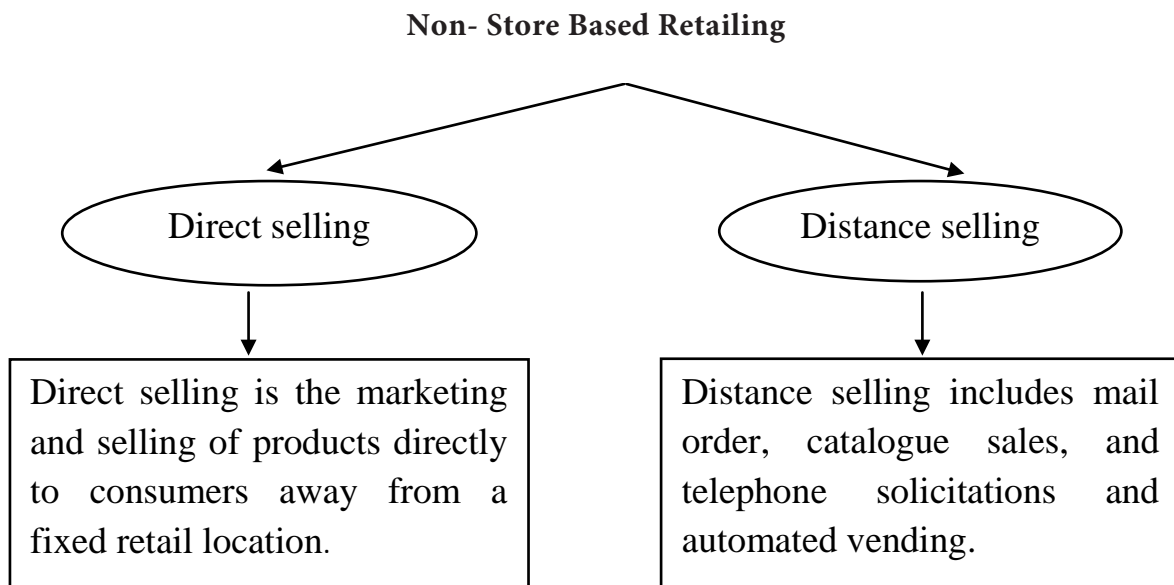 Non- Store Based Retailing
Direct selling
Distance selling
Direct selling is the marketing
and selling of products directly
to consumers away from a
fixed retail location.
Distance selling includes mail
order, catalogue sales, and
telephone solicitations and
automated vending.